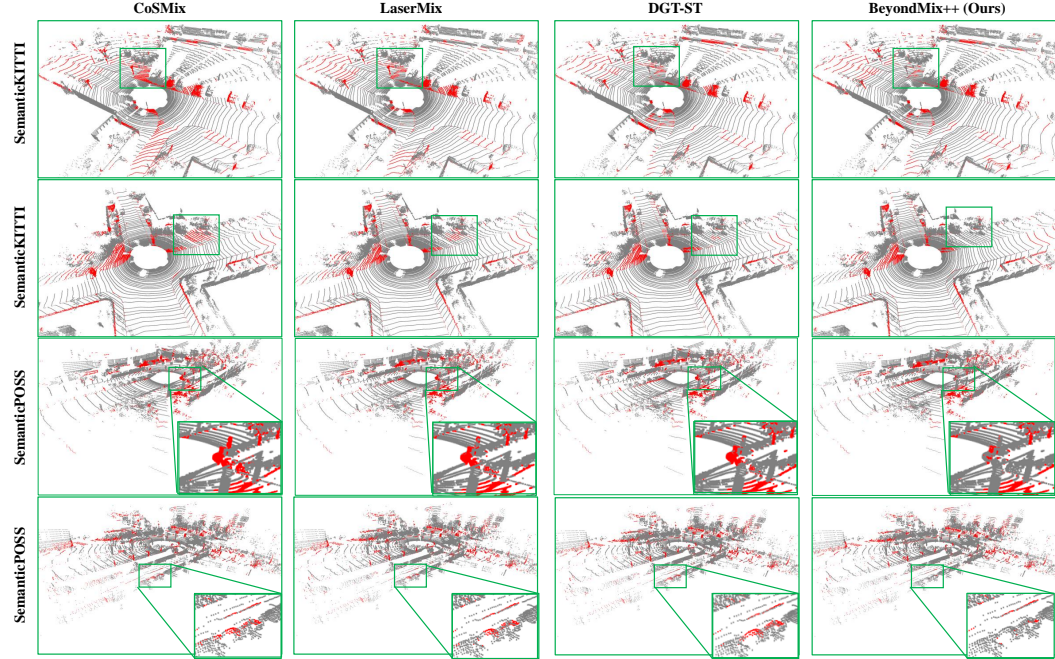 CoSMix LaserMix DGT-ST BeyondMix++ (Ours)
SemanticKITTI
SemanticKITTI
SemanticPOSS
SemanticPOSS